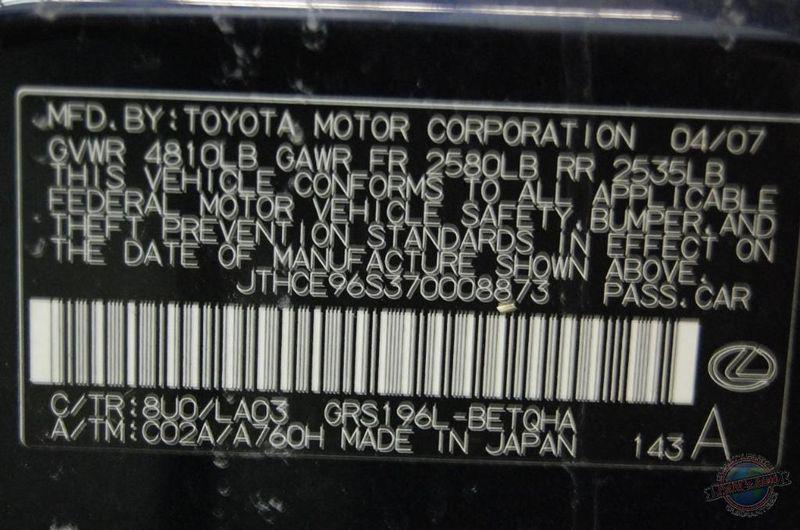 MFD. BY: TOYOTA MOTOR CORPORATION 04/07
GVWR 4810LB GAWR FR 2580LB RR 2535LB
THIS VEHICLE CONFORMS TO ALL APPLICABLE
FEDERAL MOTOR VEHICLE SAFETY, BUMPER, AND
THEFT PREVENTION STANDARDS IN EFFECT ON
THE DATE OF MANUFACTURE SHOWN ABOVE.
JTHCE96S370008873 PASS. CAR
C/TR: 8U0/LA03 GRS196L-BETQHA
A/TM: C02A/A760H MADE IN JAPAN 143 A